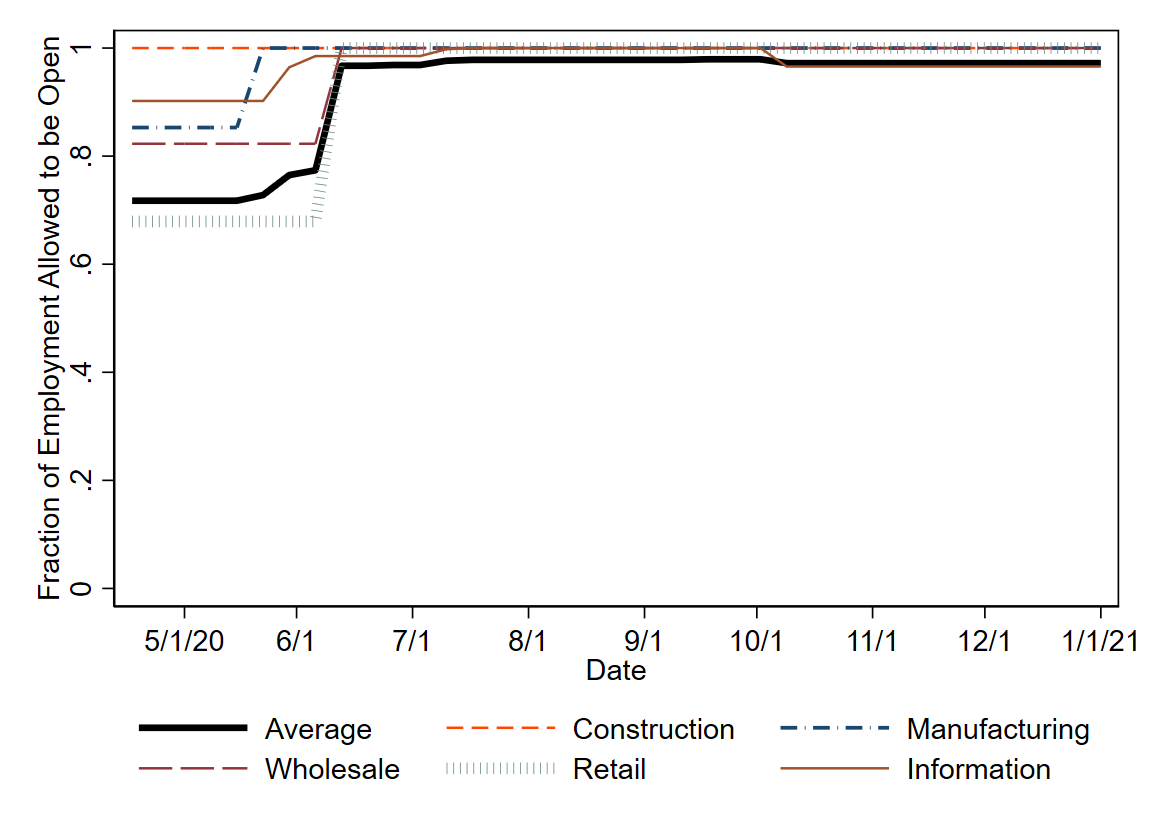 Fraction of Employment Allowed to be Open
1
.8
.6
.4
.2
0
5/1/20 6/1 7/1 8/1 9/1 10/1 11/1 12/1 1/1/21
Date
Average Construction Manufacturing
Wholesale Retail Information